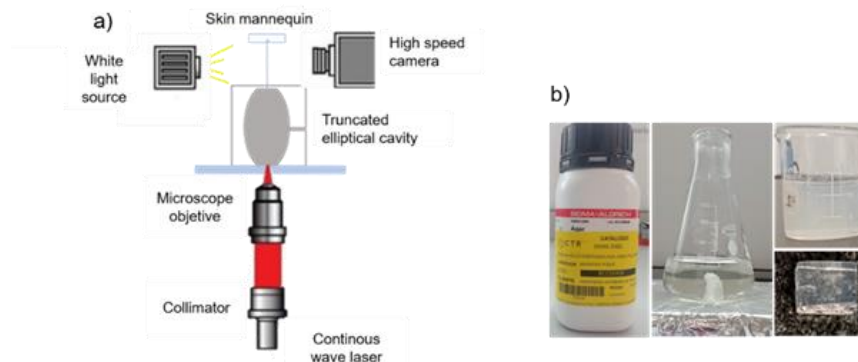 a)
Skin mannequin
White
light
source
High speed
camera
Truncated
elliptical cavity
Microscope
objetive
Collimator
Continous
wave laser
b)
SIGMA-ALDRICH
Agar
CTR